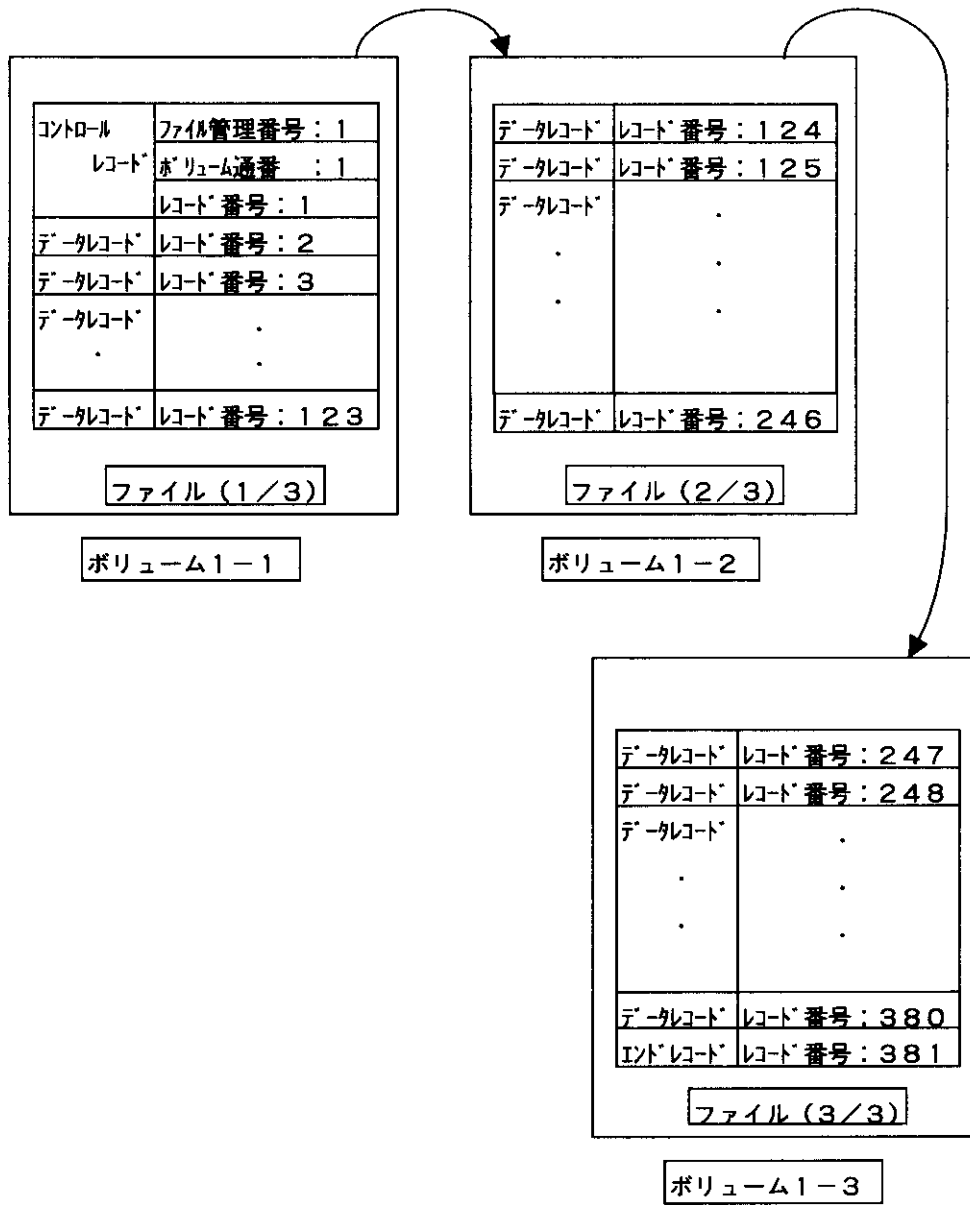 コントロール ファイル管理番号：1
レコード ボリューム通番 ：1
レコード番号：1
データレコード レコード番号：2
データレコード レコード番号：3
データレコード ・
・ ・
データレコード レコード番号：123
ファイル（1／3）
ボリューム1－1
データレコード レコード番号：124
データレコード レコード番号：125
データレコード ・
・ ・
・ ・
データレコード レコード番号：246
ファイル（2／3）
ボリューム1－2
データレコード レコード番号：247
データレコード レコード番号：248
データレコード ・
・ ・
・ ・
データレコード レコード番号：380
エンドレコード レコード番号：381
ファイル（3／3）
ボリューム1－3